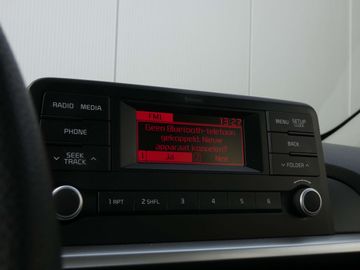 RADIO MEDIA
FM1 13:27
MENU SETUP
CLOCK
Geen Bluetooth-telefoon
gekoppeld. Nieuw
apparaat koppelen?
PHONE
BACK
SEEK
TRACK
Ja Nee
FOLDER
1 RPT 2 SHFL 3 4 5 6